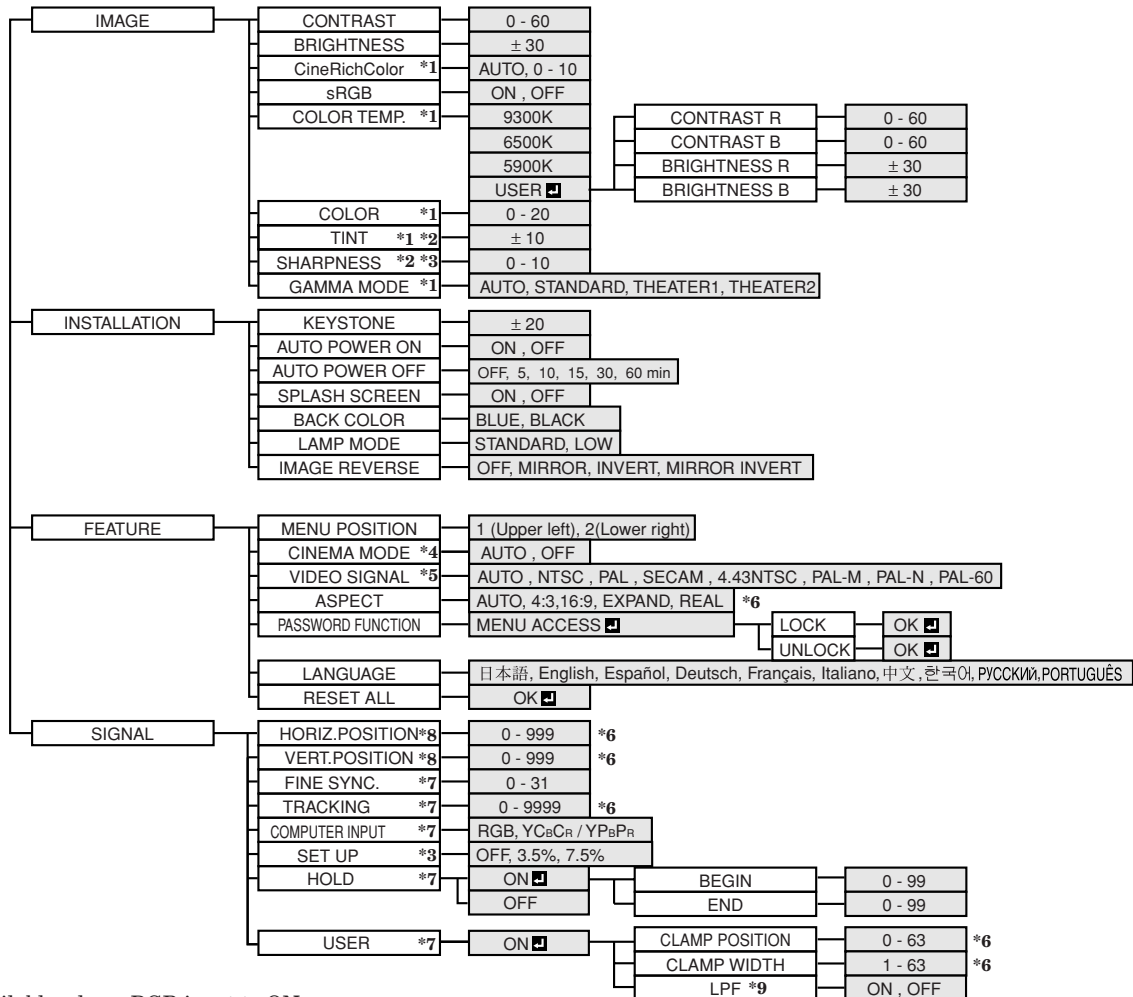 IMAGE CONTRAST 0 - 60
BRIGHTNESS ± 30
CineRichColor *1 AUTO, 0 - 10
sRGB ON , OFF
COLOR TEMP. *1 9300K CONTRAST R 0 - 60
6500K CONTRAST B 0 - 60
5900K BRIGHTNESS R ± 30
USER BRIGHTNESS B ± 30
COLOR *1 0 - 20
TINT *1 *2 ± 10
SHARPNESS *2 *3 0 - 10
GAMMA MODE *1 AUTO, STANDARD, THEATER1, THEATER2
INSTALLATION KEYSTONE ± 20
AUTO POWER ON ON , OFF
AUTO POWER OFF OFF, 5, 10, 15, 30, 60 min
SPLASH SCREEN ON , OFF
BACK COLOR BLUE, BLACK
LAMP MODE STANDARD, LOW
IMAGE REVERSE OFF, MIRROR, INVERT, MIRROR INVERT
FEATURE MENU POSITION 1 (Upper left), 2(Lower right)
CINEMA MODE *4 AUTO , OFF
VIDEO SIGNAL *5 AUTO , NTSC , PAL , SECAM , 4.43NTSC , PAL-M , PAL-N , PAL-60
ASPECT AUTO, 4:3,16:9, EXPAND, REAL *6
PASSWORD FUNCTION MENU ACCESS LOCK OK
UNLOCK OK
LANGUAGE 日本語, English, Español, Deutsch, Français, Italiano, 中文, 한국어, РУССКИЙ, PORTUGUÊS
RESET ALL OK
SIGNAL HORIZ.POSITION*8 0 - 999 *6
VERT.POSITION *8 0 - 999 *6
FINE SYNC. *7 0 - 31
TRACKING *7 0 - 9999 *6
COMPUTER INPUT *7 RGB, YCBCR / YPBPR
SET UP *3 OFF, 3.5%, 7.5%
HOLD *7 ON BEGIN 0 - 99
OFF END 0 - 99
USER *7 ON CLAMP POSITION 0 - 63 *6
CLAMP WIDTH 1 - 63 *6
LPF *9 ON , OFF